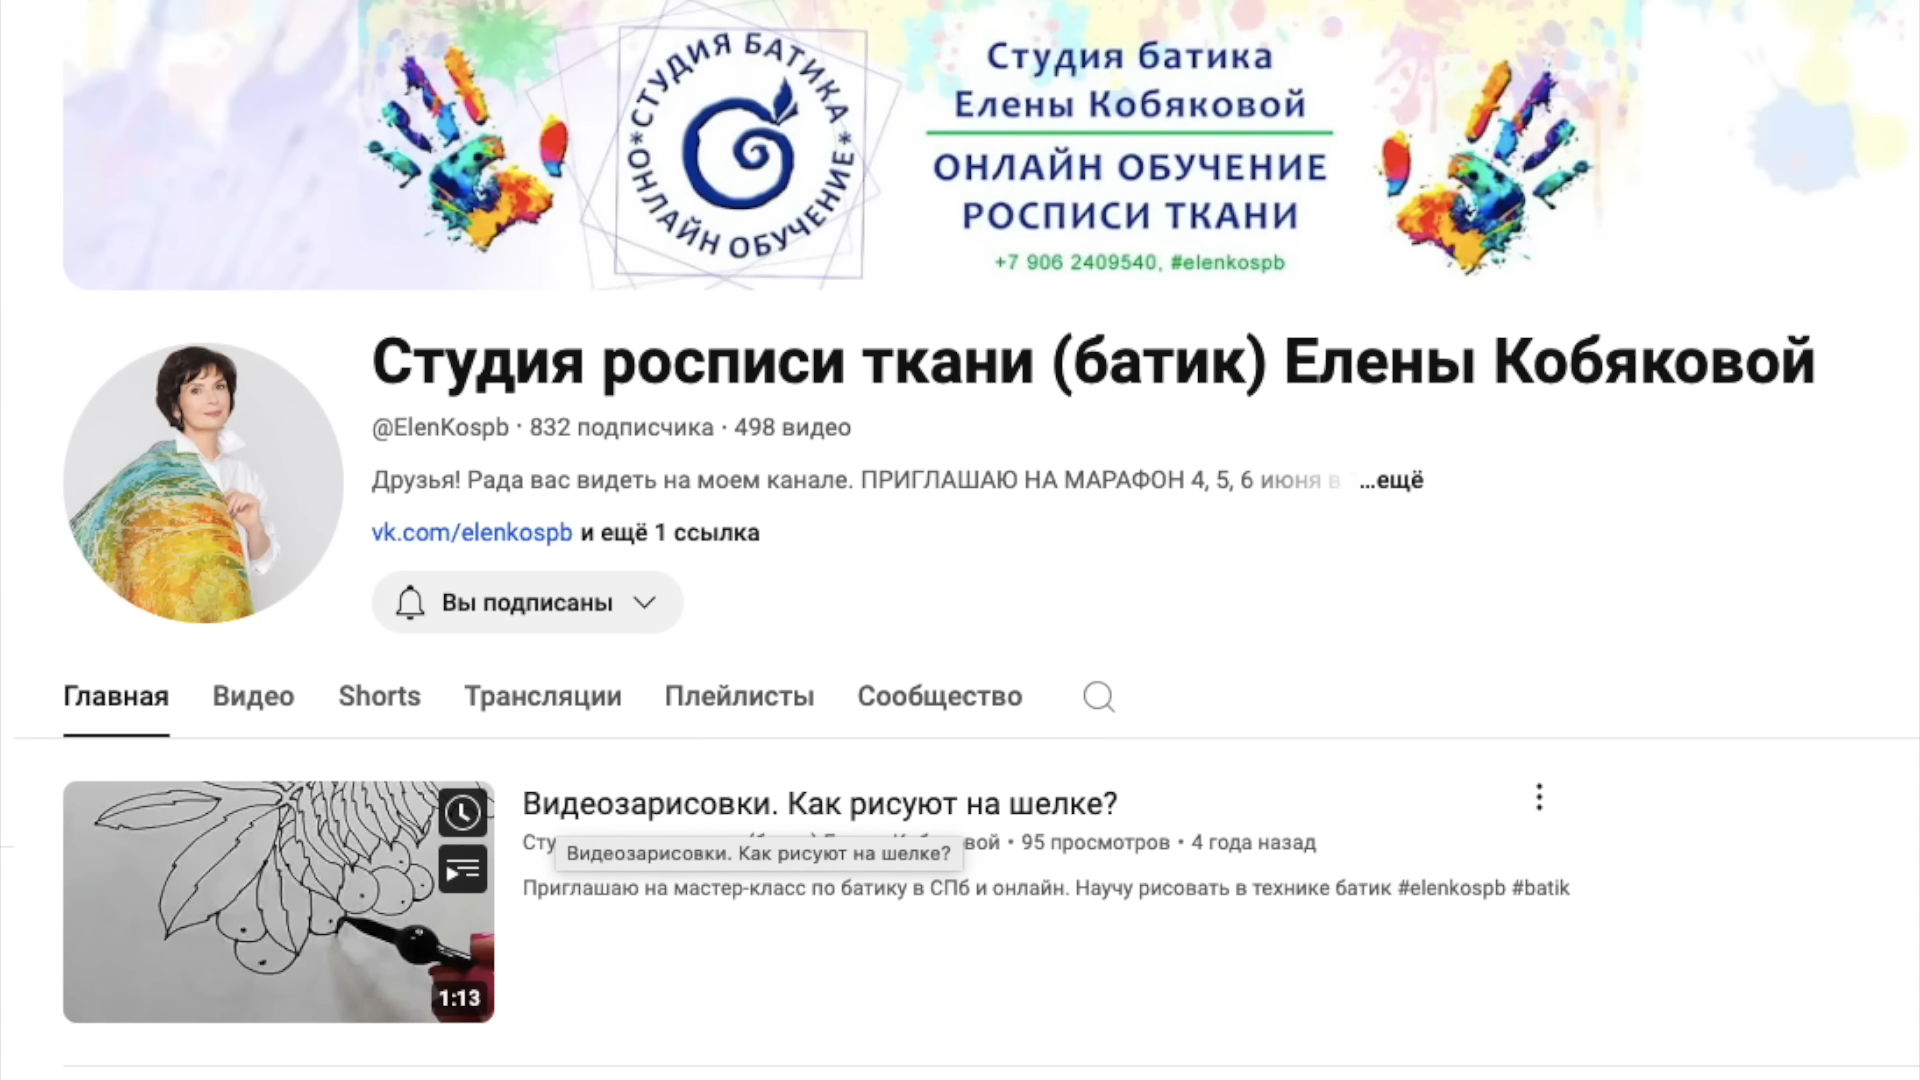 *СТУДИЯ БАТИКА*
ОНЛАЙН ОБУЧЕНИЕ
Студия батика
Елены Кобяковой
ОНЛАЙН ОБУЧЕНИЕ
РОСПИСИ ТКАНИ
+7 906 2409540, #elenkospb
Студия росписи ткани (батик) Елены Кобяковой
@ElenKospb · 832 подписчика · 498 видео
Друзья! Рада вас видеть на моем канале. ПРИГЛАШАЮ НА МАРАФОН 4, 5, 6 июня в ...ещё
vk.com/elenkospb и ещё 1 ссылка
Вы подписаны
Главная Видео Shorts Трансляции Плейлисты Сообщество
Видеозарисовки. Как рисуют на шелке?
95 просмотров • 4 года назад
Видеозарисовки. Как рисуют на шелке?
Приглашаю на мастер-класс по батику в СПб и онлайн. Научу рисовать в технике батик #elenkospb #batik
1:13